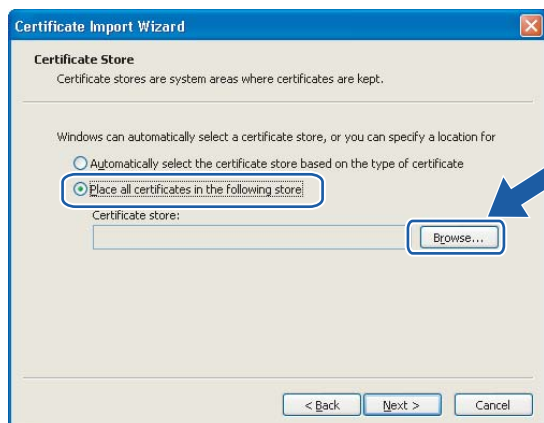 Certificate Import Wizard
Certificate Store
Certificate stores are system areas where certificates are kept.
Windows can automatically select a certificate store, or you can specify a location for
Automatically select the certificate store based on the type of certificate
Place all certificates in the following store
Certificate store:
Browse...
< Back
Next >
Cancel